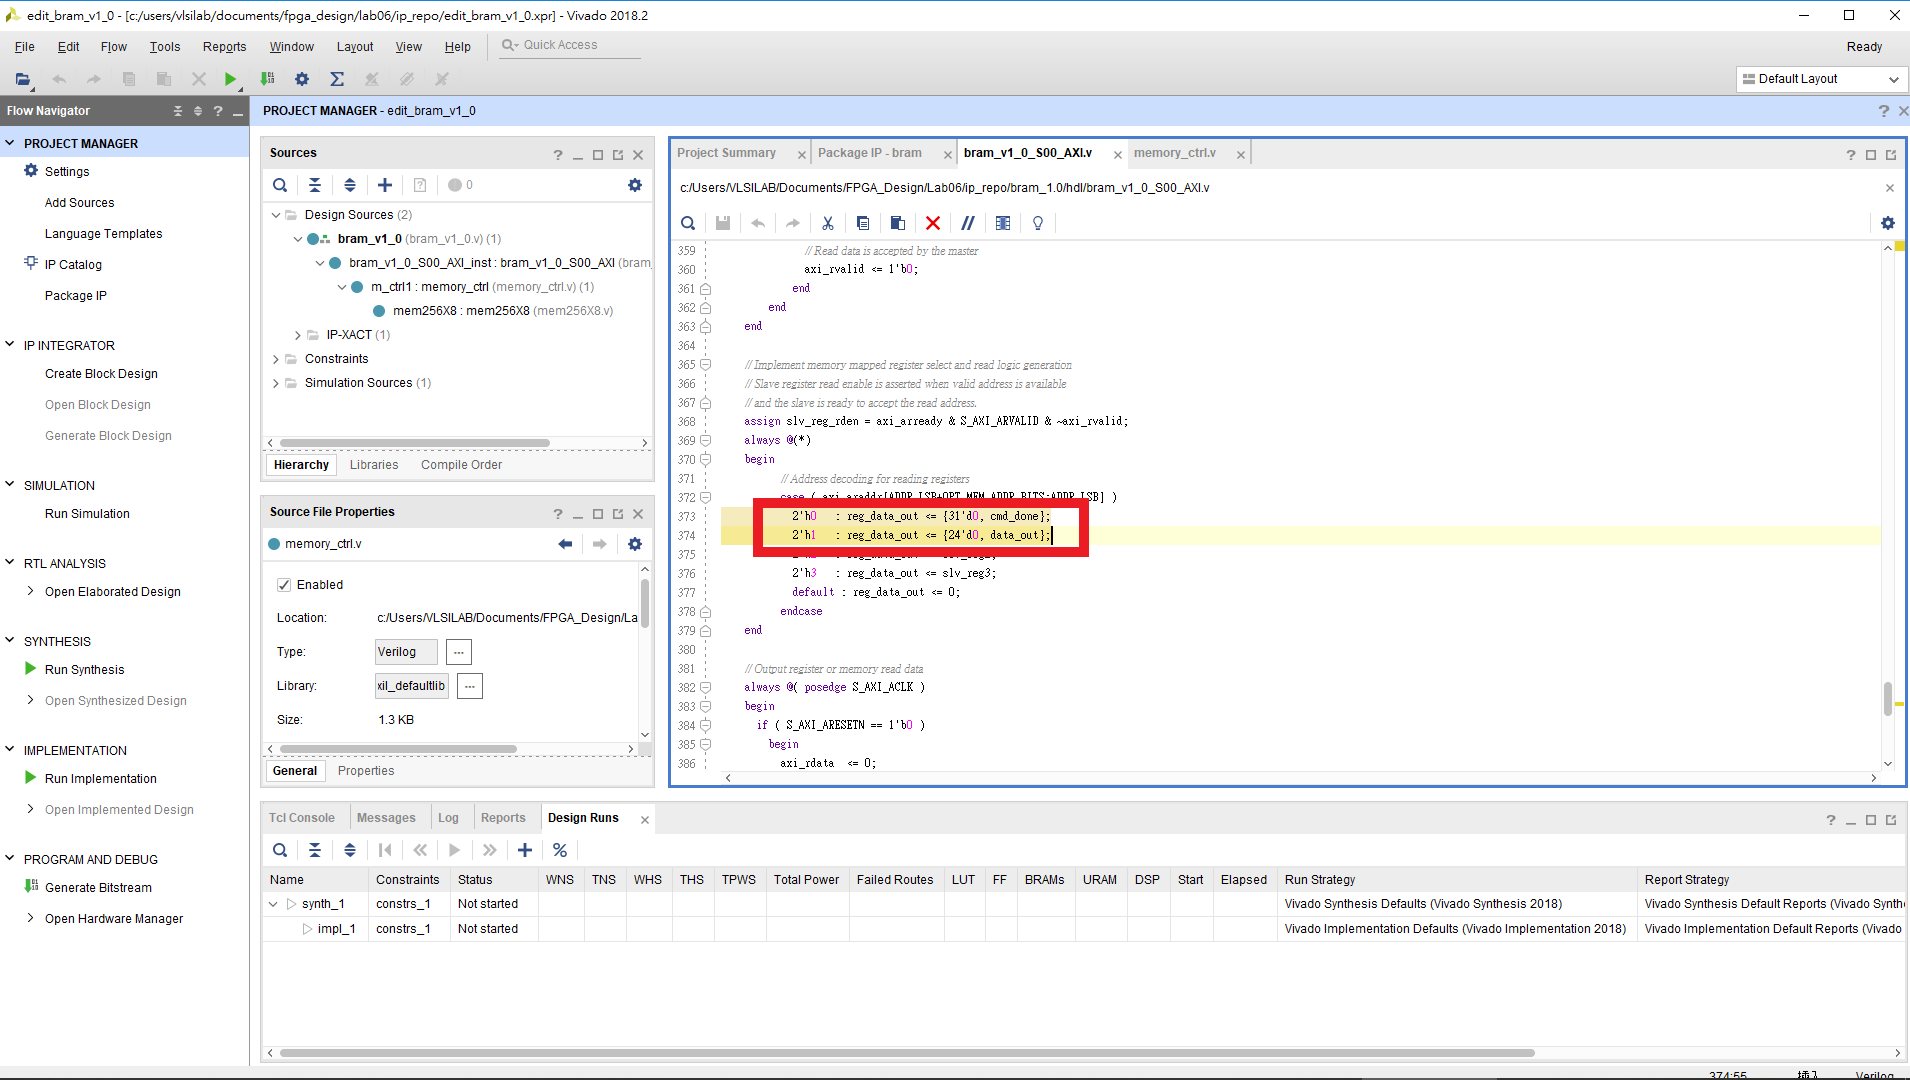 edit_bram_v1_0 - [c:/users/vlsilab/documents/fpga_design/lab06/ip_repo/edit_bram_v1_0.xpr] - Vivado 2018.2
File Edit Flow Tools Reports Window Layout View Help Quick Access Ready
Default Layout
Flow Navigator
PROJECT MANAGER
Settings
Add Sources
Language Templates
IP Catalog
Package IP
IP INTEGRATOR
Create Block Design
Open Block Design
Generate Block Design
SIMULATION
Run Simulation
RTL ANALYSIS
Open Elaborated Design
SYNTHESIS
Run Synthesis
Open Synthesized Design
IMPLEMENTATION
Run Implementation
Open Implemented Design
PROGRAM AND DEBUG
Generate Bitstream
Open Hardware Manager
PROJECT MANAGER - edit_bram_v1_0
Sources
0
Design Sources (2)
bram_v1_0 (bram_v1_0.v) (1)
bram_v1_0_S00_AXI_inst : bram_v1_0_S00_AXI (bram_
m_ctrl1 : memory_ctrl (memory_ctrl.v) (1)
mem256X8 : mem256X8 (mem256X8.v)
IP-XACT (1)
Constraints
Simulation Sources (1)
Hierarchy Libraries Compile Order
Source File Properties
memory_ctrl.v
Enabled
Location: c:/Users/VLSILAB/Documents/FPGA_Design/La
Type: Verilog ...
Library: xil_defaultlib ...
Size: 1.3 KB
General Properties
Project Summary Package IP - bram bram_v1_0_S00_AXI.v memory_ctrl.v
c:/Users/VLSILAB/Documents/FPGA_Design/Lab06/ip_repo/bram_1.0/hdl/bram_v1_0_S00_AXI.v
359 // Read data is accepted by the master
360 axi_rvalid <= 1'b0;
361 end
362 end
363 end
364
365 // Implement memory mapped register select and read logic generation
366 // Slave register read enable is asserted when valid address is available
367 // and the slave is ready to accept the read address.
368 assign slv_reg_rden = axi_arready & S_AXI_ARVALID & ~axi_rvalid;
369 always @(*)
370 begin
371 // Address decoding for reading registers
372 case ( axi_araddr[ADDR_LSB+OPT_MEM_ADDR_BITS:ADDR_LSB] )
373 2'h0 : reg_data_out <= {31'd0, cmd_done};
374 2'h1 : reg_data_out <= {24'd0, data_out};
375 2'h2 : reg_data_out <= slv_reg2;
376 2'h3 : reg_data_out <= slv_reg3;
377 default : reg_data_out <= 0;
378 endcase
379 end
380
381 // Output register or memory read data
382 always @( posedge S_AXI_ACLK )
383 begin
384 if ( S_AXI_ARESETN == 1'b0 )
385 begin
386 axi_rdata <= 0;
Tcl Console Messages Log Reports Design Runs
Name Constraints Status WNS TNS WHS THS TPWS Total Power Failed Routes LUT FF BRAMs URAM DSP Start Elapsed Run Strategy Report Strategy
synth_1 constrs_1 Not started Vivado Synthesis Defaults (Vivado Synthesis 2018) Vivado Synthesis Default Reports (Vivado Synth
impl_1 constrs_1 Not started Vivado Implementation Defaults (Vivado Implementation 2018) Vivado Implementation Default Reports (Vivado
374:55 插入 Verilog